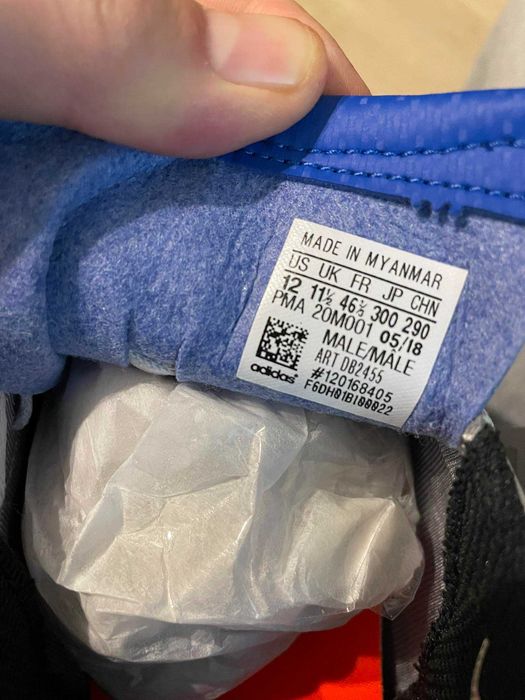 MADE IN MYANMAR
US UK FR JP CHN
12 11½ 46⅔ 300 290
PMA 20M001 05/18
MALE/MALE
ART DB2455
#120168405
adidas F6DH01BI00022